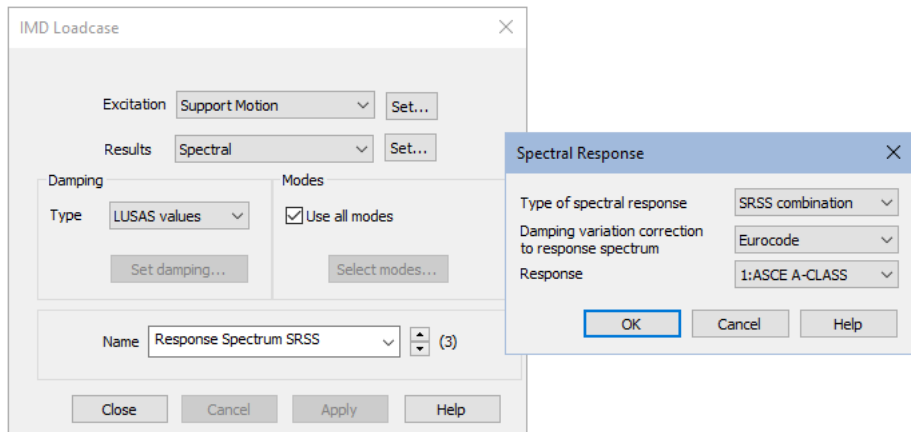 IMD Loadcase
Excitation Support Motion Set...
Results Spectral Set...
Damping
Type LUSAS values
Set damping...
Modes
Use all modes
Select modes...
Name Response Spectrum SRSS (3)
Close Cancel Apply Help
Spectral Response
Type of spectral response SRSS combination
Damping variation correction
to response spectrum Eurocode
Response 1:ASCE A-CLASS
OK Cancel Help